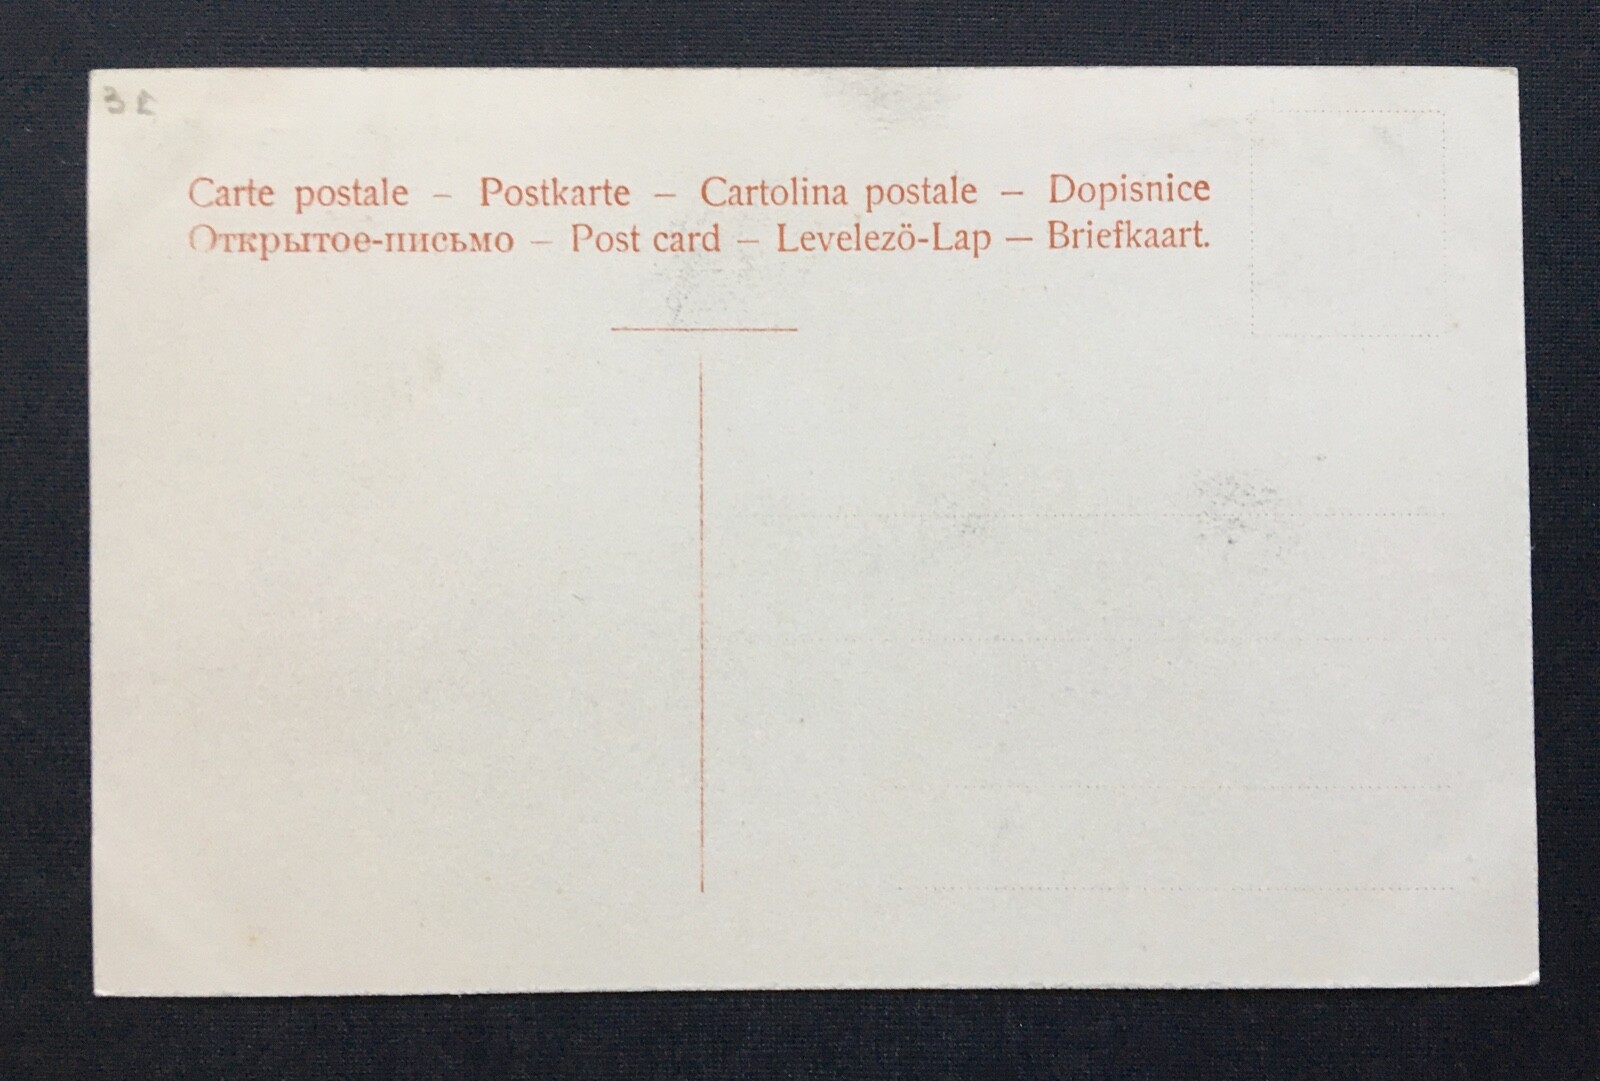 Carte postale – Postkarte – Cartolina postale – Dopisnice
Открытое-письмо – Post card – Levelezö-Lap – Briefkaart.